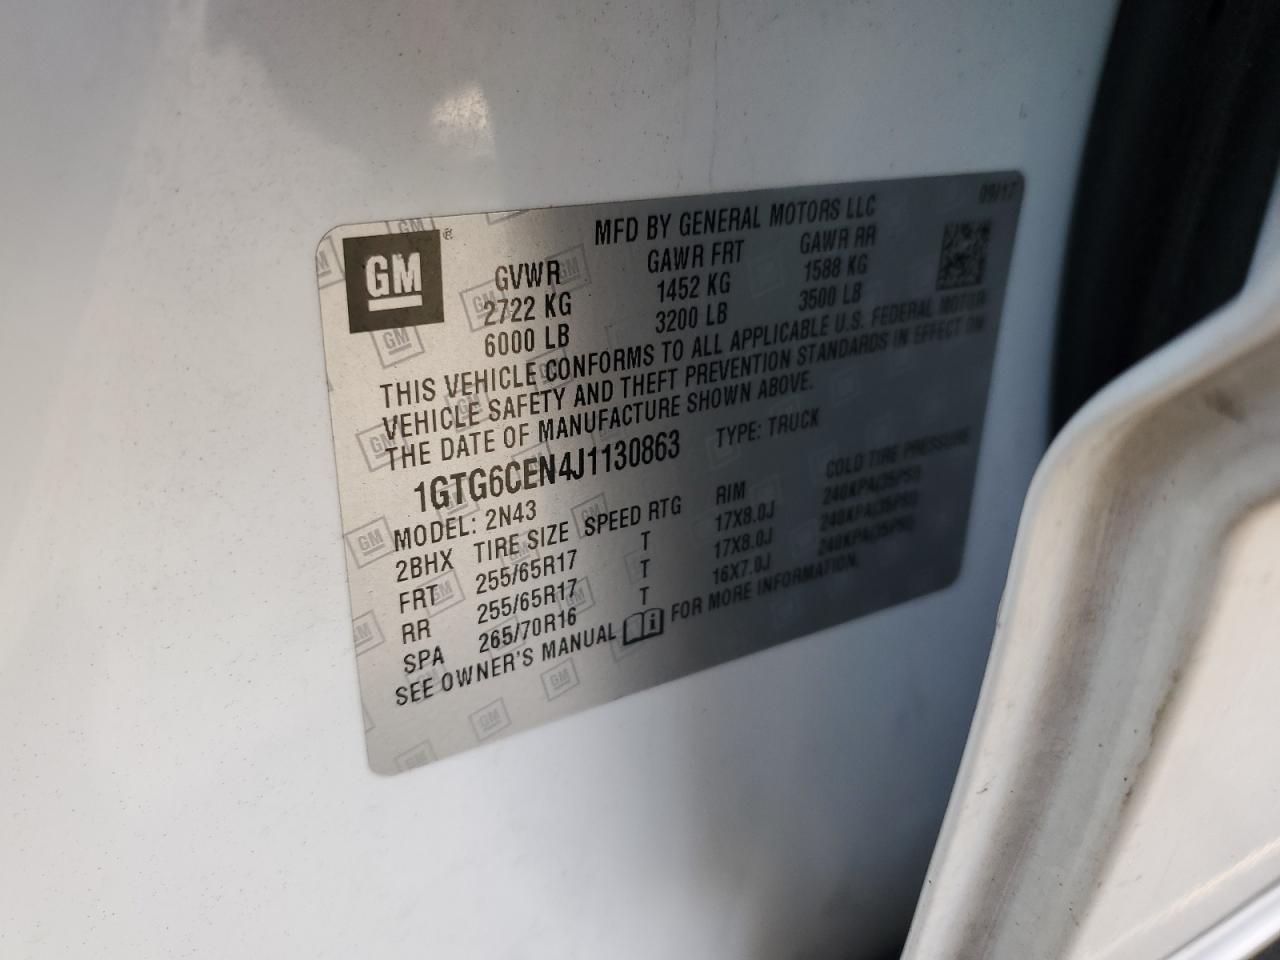 09/17
MFD BY GENERAL MOTORS LLC
GM ®
GVWR GAWR FRT GAWR RR
2722 KG 1452 KG 1588 KG
6000 LB 3200 LB 3500 LB
THIS VEHICLE CONFORMS TO ALL APPLICABLE U.S. FEDERAL MOTOR
VEHICLE SAFETY AND THEFT PREVENTION STANDARDS IN EFFECT ON
THE DATE OF MANUFACTURE SHOWN ABOVE.
1GTG6CEN4J1130863 TYPE: TRUCK
MODEL: 2N43
2BHX TIRE SIZE SPEED RTG RIM COLD TIRE PRESSURE
FRT 255/65R17 T 17X8.0J 240KPA(35PSI)
RR 255/65R17 T 17X8.0J 240KPA(35PSI)
SPA 265/70R16 T 16X7.0J 240KPA(35PSI)
SEE OWNER'S MANUAL i FOR MORE INFORMATION.